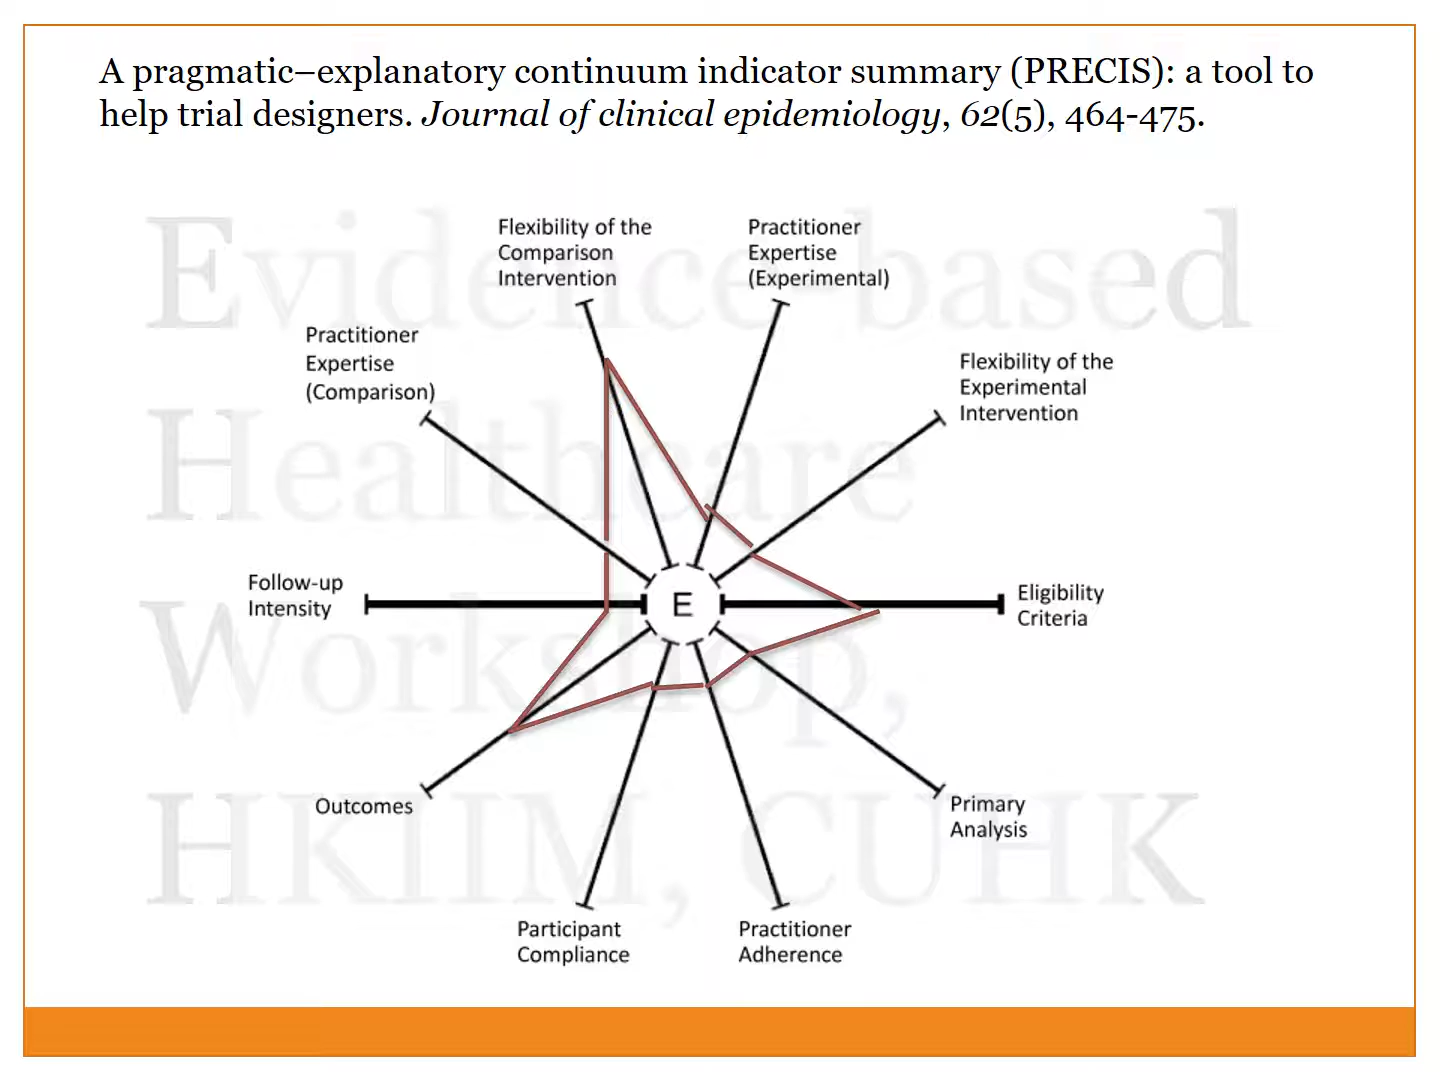 A pragmatic–explanatory continuum indicator summary (PRECIS): a tool to
help trial designers. Journal of clinical epidemiology, 62(5), 464-475.
Evidence-based
Healthcare
Workshop,
HKIIM, CUHK
Flexibility of the
Comparison
Intervention
Practitioner
Expertise
(Experimental)
Practitioner
Expertise
(Comparison)
Flexibility of the
Experimental
Intervention
Follow-up
Intensity
E
Eligibility
Criteria
Outcomes
Primary
Analysis
Participant
Compliance
Practitioner
Adherence